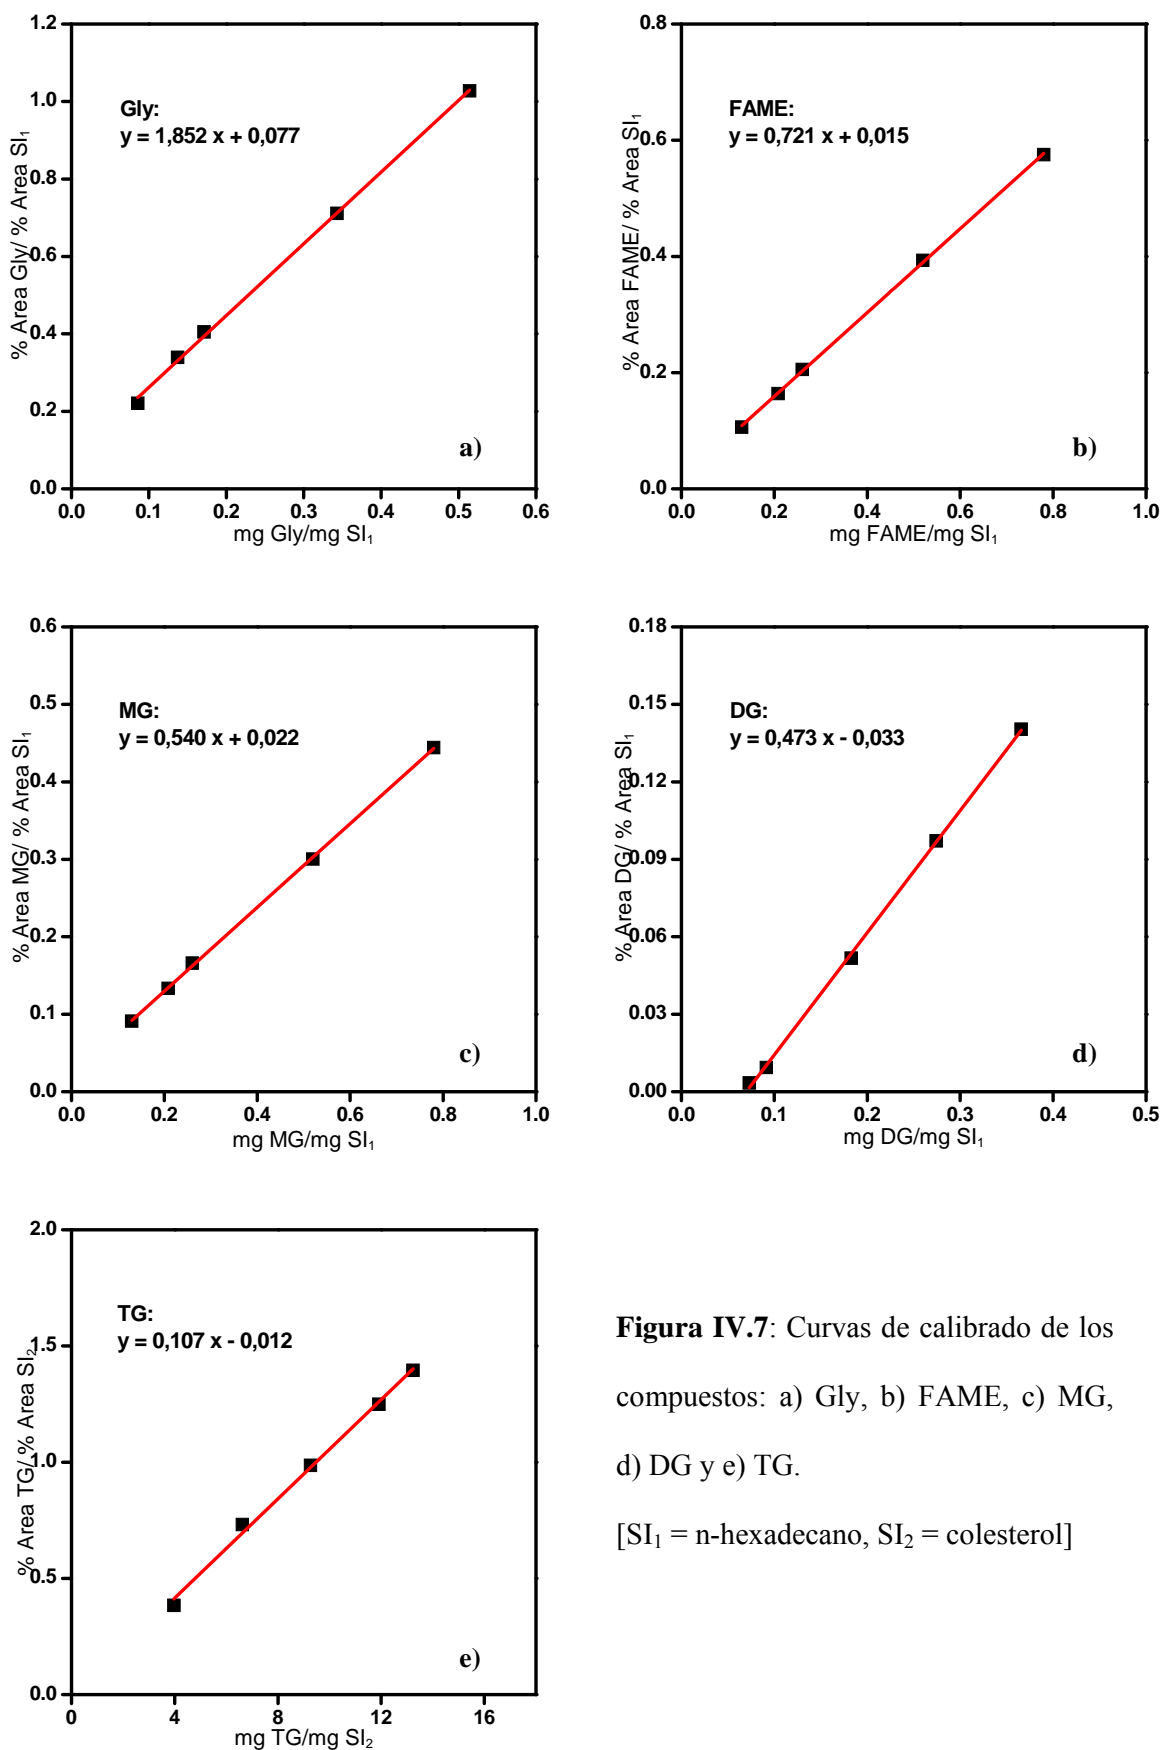 1.2
1.0
0.8
0.6
0.4
0.2
0.0
% Area Gly/ % Area SI₁
Gly:
y = 1,852 x + 0,077
a)
0.0 0.1 0.2 0.3 0.4 0.5 0.6
mg Gly/mg SI₁
0.8
0.6
0.4
0.2
0.0
% Area FAME/ % Area SI₁
FAME:
y = 0,721 x + 0,015
b)
0.0 0.2 0.4 0.6 0.8 1.0
mg FAME/mg SI₁
0.6
0.5
0.4
0.3
0.2
0.1
0.0
% Area MG/ % Area SI₁
MG:
y = 0,540 x + 0,022
c)
0.0 0.2 0.4 0.6 0.8 1.0
mg MG/mg SI₁
0.18
0.15
0.12
0.09
0.06
0.03
0.00
% Area DG/ % Area SI₁
DG:
y = 0,473 x - 0,033
d)
0.0 0.1 0.2 0.3 0.4 0.5
mg DG/mg SI₁
2.0
1.5
1.0
0.5
0.0
% Area TG/ % Area SI₂
TG:
y = 0,107 x - 0,012
e)
0 4 8 12 16
mg TG/mg SI₂
Figura IV.7: Curvas de calibrado de los
compuestos: a) Gly, b) FAME, c) MG,
d) DG y e) TG.
[SI₁ = n-hexadecano, SI₂ = colesterol]